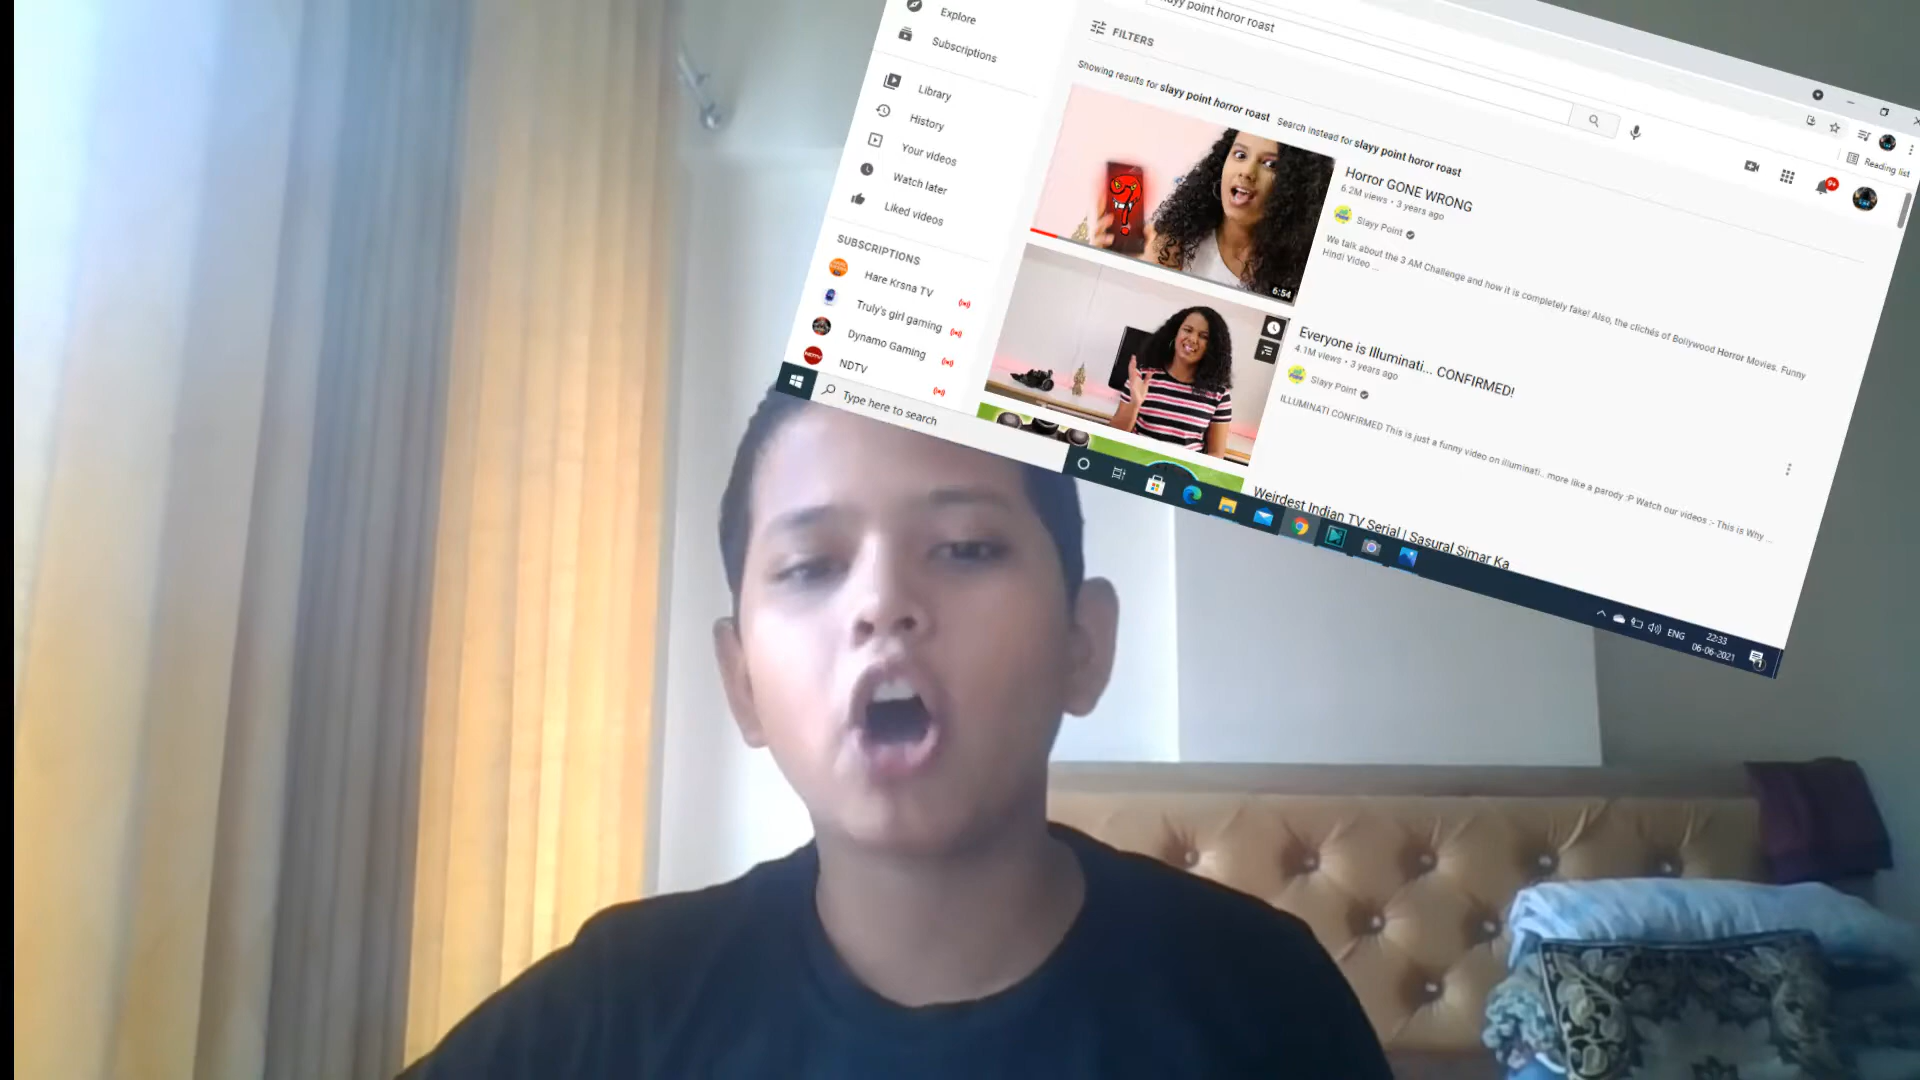 slayy point horor roast
Explore
Subscriptions
Library
History
Your videos
Watch later
Liked videos
SUBSCRIPTIONS
Hare Krsna TV
Truly's girl gaming
Dynamo Gaming
NDTV
NDTV
FILTERS
Showing results for slayy point horror roast Search instead for slayy point horor roast
6:54
Horror GONE WRONG
6.2M views • 3 years ago
Slayy Point
We talk about the 3 AM Challenge and how it is completely fake! Also, the clichés of Bollywood Horror Movies. Funny
Hindi Video ...
Everyone is Illuminati... CONFIRMED!
4.1M views • 3 years ago
Slayy Point
ILLUMINATI CONFIRMED This is just a funny video on illuminati.. more like a parody :P Watch our videos :- This is Why ...
Weirdest Indian TV Serial | Sasural Simar Ka
Reading list
9+
Type here to search
ENG
22:33
06-06-2021
1